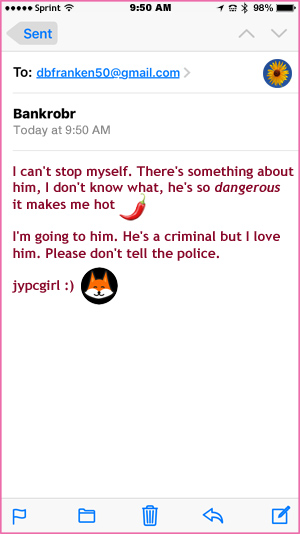 Sprint 9:50 AM 98%
Sent
To: dbfranken50@gmail.com
Bankrobr
Today at 9:50 AM
I can't stop myself. There's something about
him, I don't know what, he's so dangerous
it makes me hot
I'm going to him. He's a criminal but I love
him. Please don't tell the police.
jypcgirl :)